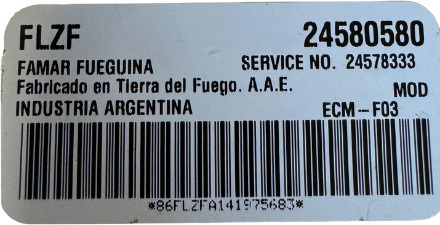 FLZF 24580580
FAMAR FUEGUINA SERVICE NO. 24578333
Fabricado en Tierra del Fuego. A.A.E. MOD
INDUSTRIA ARGENTINA ECM-F03
*86FLZFA141975683*